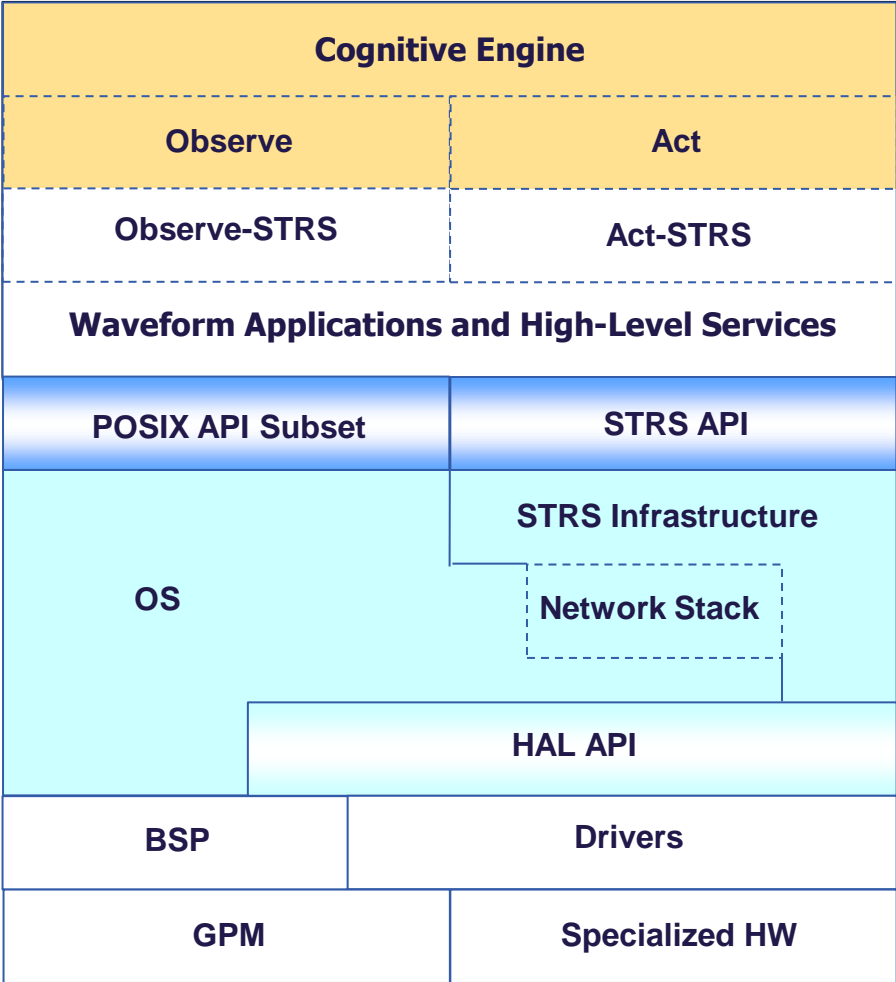 Cognitive Engine
Observe
Act
Observe-STRS
Act-STRS
Waveform Applications and High-Level Services
POSIX API Subset
STRS API
STRS Infrastructure
OS
Network Stack
HAL API
BSP
Drivers
GPM
Specialized HW